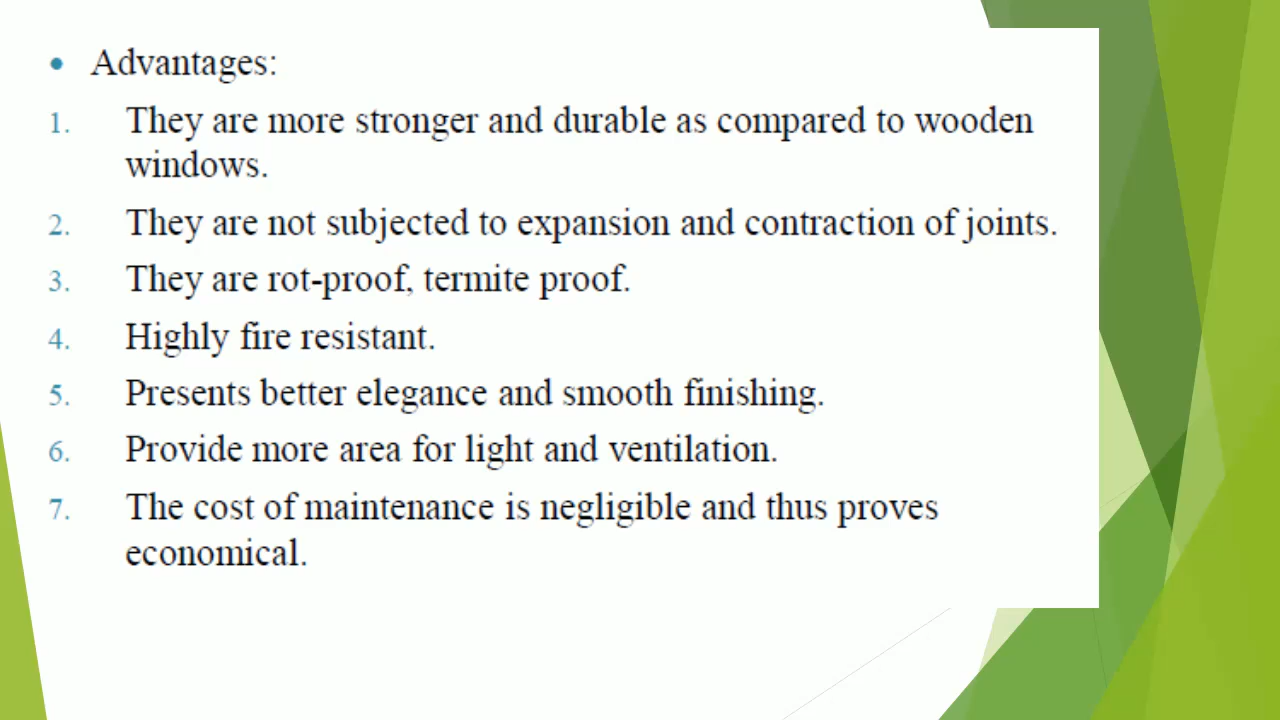 • Advantages:
1. They are more stronger and durable as compared to wooden
windows.
2. They are not subjected to expansion and contraction of joints.
3. They are rot-proof, termite proof.
4. Highly fire resistant.
5. Presents better elegance and smooth finishing.
6. Provide more area for light and ventilation.
7. The cost of maintenance is negligible and thus proves
economical.